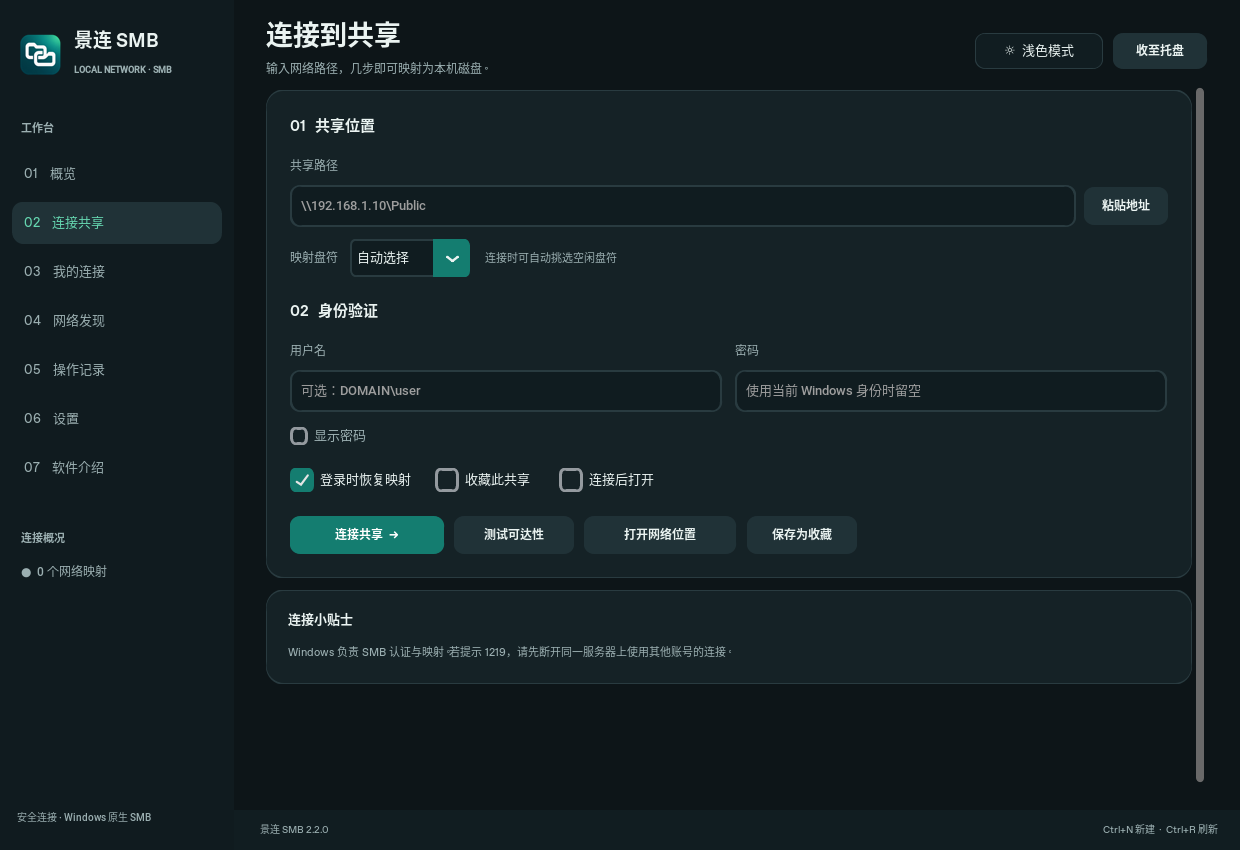 景连 SMB
LOCAL NETWORK · SMB
工作台
01 概览
02 连接共享
03 我的连接
04 网络发现
05 操作记录
06 设置
07 软件介绍
连接概况
0 个网络映射
安全连接 · Windows 原生 SMB
连接到共享
输入网络路径，几步即可映射为本机磁盘。
☼ 浅色模式
收至托盘
01 共享位置
共享路径
\\192.168.1.10\Public
粘贴地址
映射盘符
自动选择
连接时可自动挑选空闲盘符
02 身份验证
用户名
密码
可选：DOMAIN\user
使用当前 Windows 身份时留空
显示密码
登录时恢复映射
收藏此共享
连接后打开
连接共享 →
测试可达性
打开网络位置
保存为收藏
连接小贴士
Windows 负责 SMB 认证与映射。若提示 1219，请先断开同一服务器上使用其他账号的连接。
景连 SMB 2.2.0
Ctrl+N 新建 · Ctrl+R 刷新